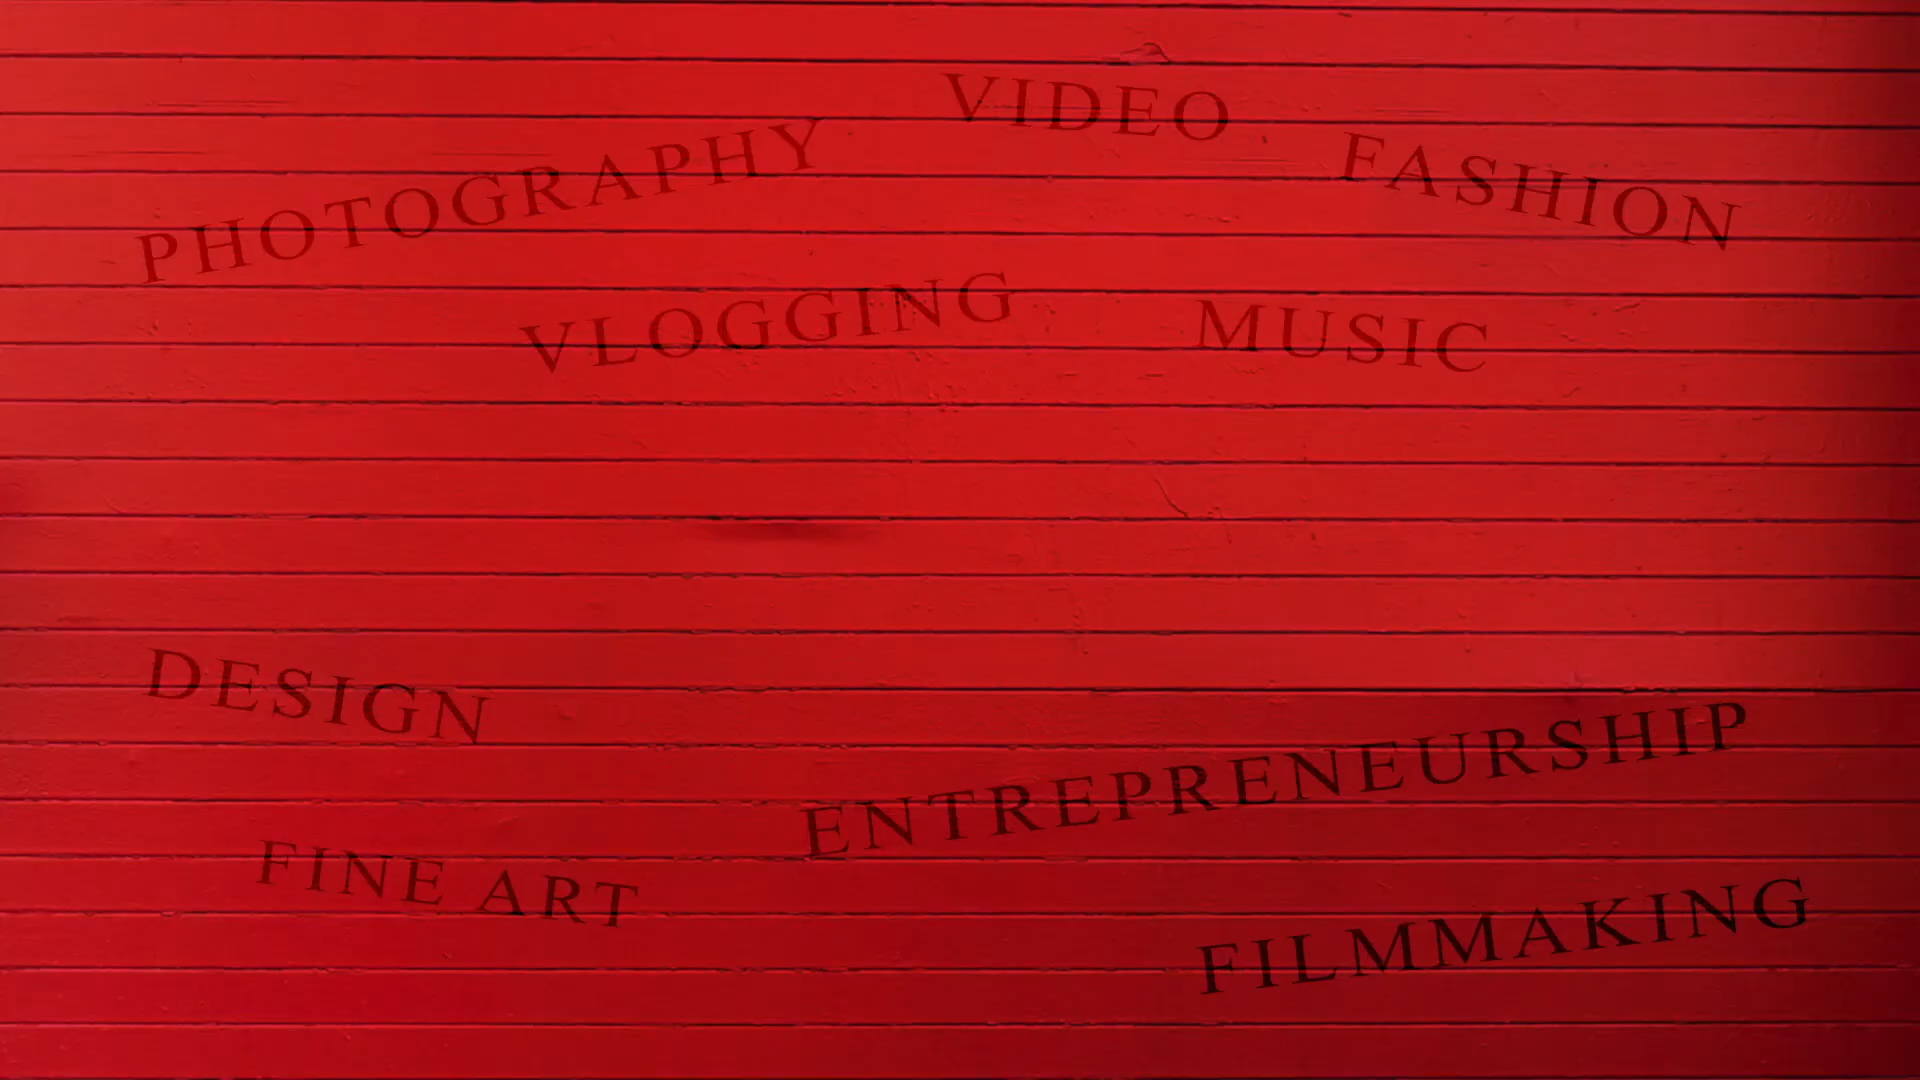 VIDEO
PHOTOGRAPHY
FASHION
VLOGGING
MUSIC
DESIGN
ENTREPRENEURSHIP
FINE ART
FILMMAKING